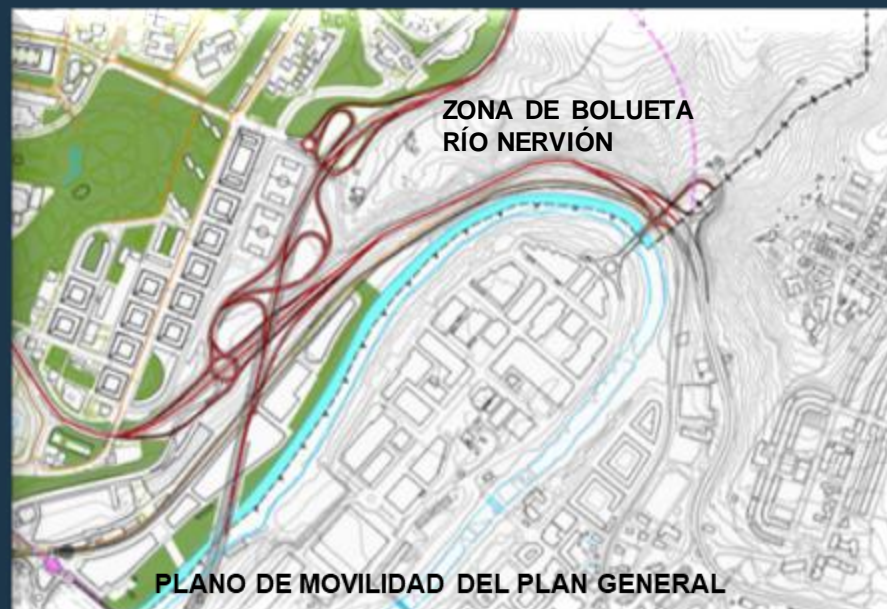 ZONA DE BOLUETA
RÍO NERVIÓN
PLANO DE MOVILIDAD DEL PLAN GENERAL